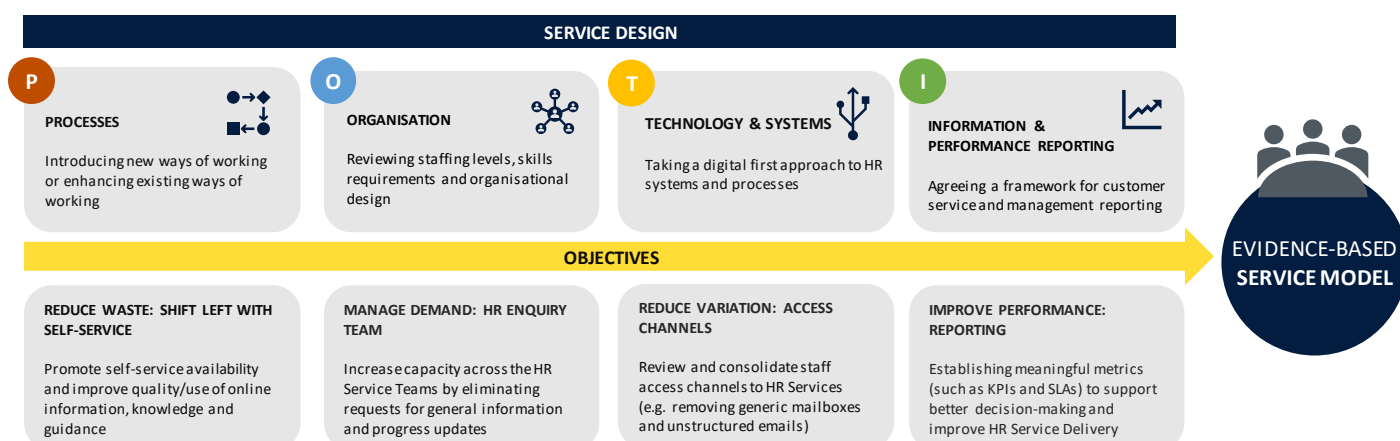 SERVICE DESIGN
P
PROCESSES
Introducing new ways of working
or enhancing existing ways of
working
O
ORGANISATION
Reviewing staffing levels, skills
requirements and organisational
design
T
TECHNOLOGY & SYSTEMS
Taking a digital first approach to HR
systems and processes
I
INFORMATION &
PERFORMANCE REPORTING
Agreeing a framework for customer
service and management reporting
OBJECTIVES
REDUCE WASTE: SHIFT LEFT WITH
SELF-SERVICE
Promote self-service availability
and improve quality/use of online
information, knowledge and
guidance
MANAGE DEMAND: HR ENQUIRY
TEAM
Increase capacity across the HR
Service Teams by eliminating
requests for general information
and progress updates
REDUCE VARIATION: ACCESS
CHANNELS
Review and consolidate staff
access channels to HR Services
(e.g. removing generic mailboxes
and unstructured emails)
IMPROVE PERFORMANCE:
REPORTING
Establishing meaningful metrics
(such as KPIs and SLAs) to support
better decision-making and
improve HR Service Delivery
EVIDENCE-BASED
SERVICE MODEL